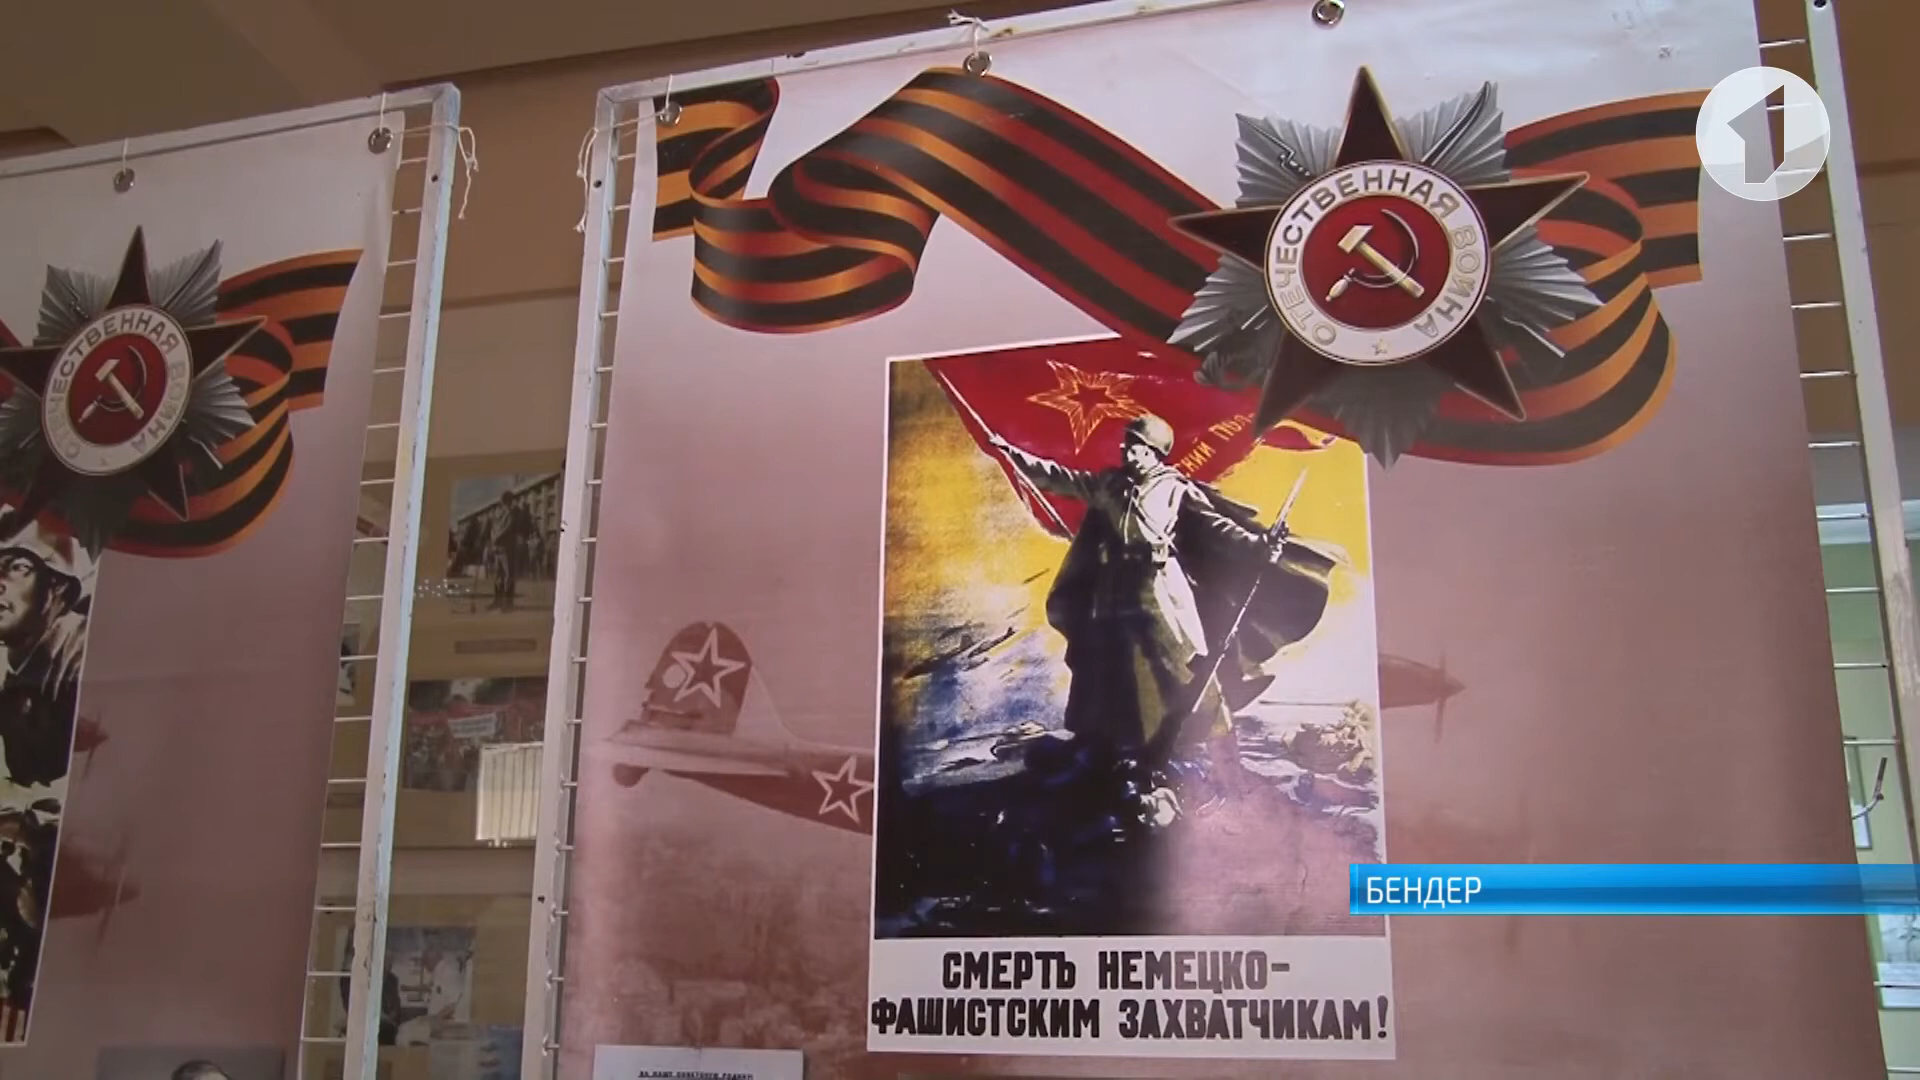 ОТЕЧЕСТВЕННАЯ ВОЙНА
ОТЕЧЕСТВЕННАЯ ВОЙНА
СМЕРТЬ НЕМЕЦКО-
ФАШИСТСКИМ ЗАХВАТЧИКАМ!
БЕНДЕР